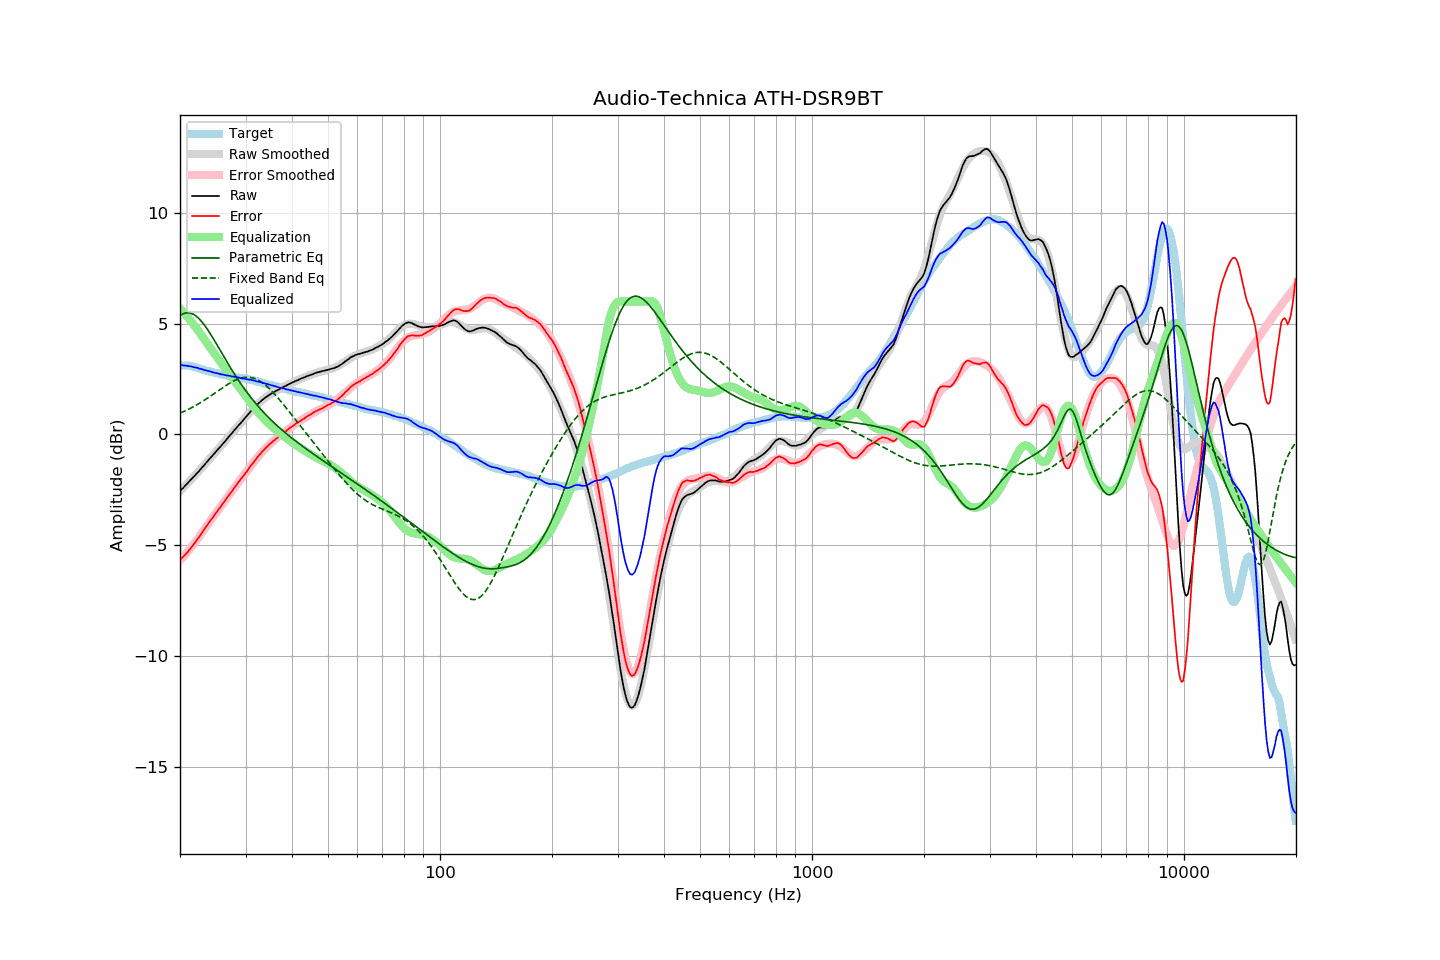 Audio-Technica ATH-DSR9BT
Target
Raw Smoothed
Error Smoothed
Raw
Error
Equalization
Parametric Eq
Fixed Band Eq
Equalized
10
5
0
−5
−10
−15
Amplitude (dBr)
100
1000
10000
Frequency (Hz)